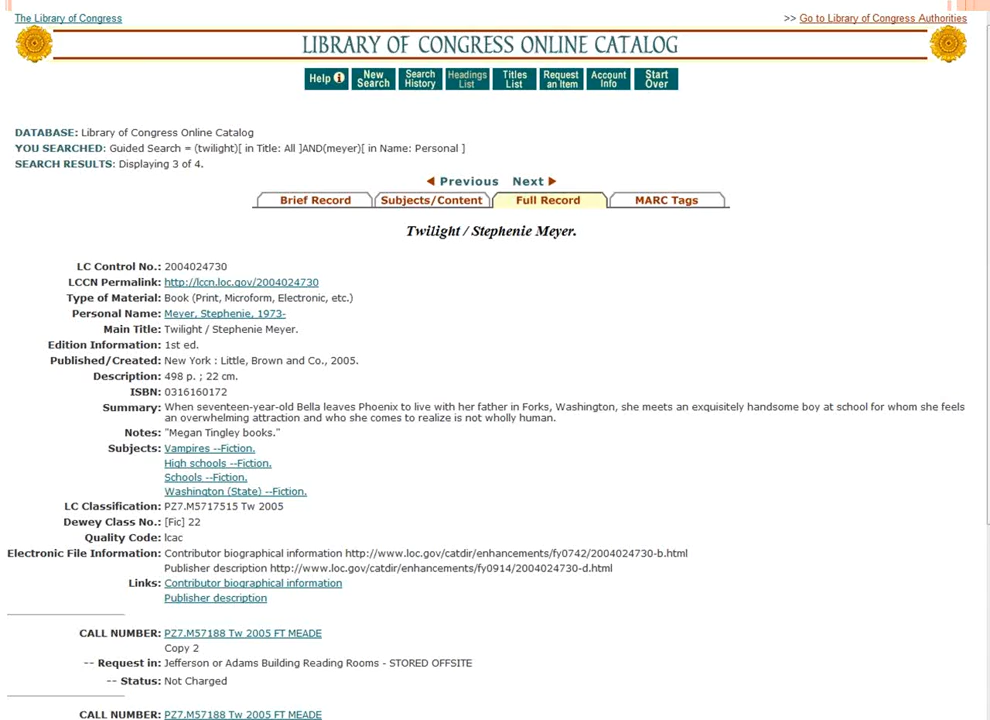 The Library of Congress
>> Go to Library of Congress Authorities
LIBRARY OF CONGRESS ONLINE CATALOG
Help i New Search Search History Headings List Titles List Request an Item Account Info Start Over
DATABASE: Library of Congress Online Catalog
YOU SEARCHED: Guided Search = (twilight)[ in Title: All ]AND(meyer)[ in Name: Personal ]
SEARCH RESULTS: Displaying 3 of 4.
Previous Next
Brief Record Subjects/Content Full Record MARC Tags
Twilight / Stephenie Meyer.
LC Control No.: 2004024730
LCCN Permalink: http://lccn.loc.gov/2004024730
Type of Material: Book (Print, Microform, Electronic, etc.)
Personal Name: Meyer, Stephenie, 1973-
Main Title: Twilight / Stephenie Meyer.
Edition Information: 1st ed.
Published/Created: New York : Little, Brown and Co., 2005.
Description: 498 p. ; 22 cm.
ISBN: 0316160172
Summary: When seventeen-year-old Bella leaves Phoenix to live with her father in Forks, Washington, she meets an exquisitely handsome boy at school for whom she feels
an overwhelming attraction and who she comes to realize is not wholly human.
Notes: "Megan Tingley books."
Subjects: Vampires --Fiction.
High schools --Fiction.
Schools --Fiction.
Washington (State) --Fiction.
LC Classification: PZ7.M5717515 Tw 2005
Dewey Class No.: [Fic] 22
Quality Code: lcac
Electronic File Information: Contributor biographical information http://www.loc.gov/catdir/enhancements/fy0742/2004024730-b.html
Publisher description http://www.loc.gov/catdir/enhancements/fy0914/2004024730-d.html
Links: Contributor biographical information
Publisher description
CALL NUMBER: PZ7.M57188 Tw 2005 FT MEADE
Copy 2
-- Request in: Jefferson or Adams Building Reading Rooms - STORED OFFSITE
-- Status: Not Charged
CALL NUMBER: PZ7.M57188 Tw 2005 FT MEADE